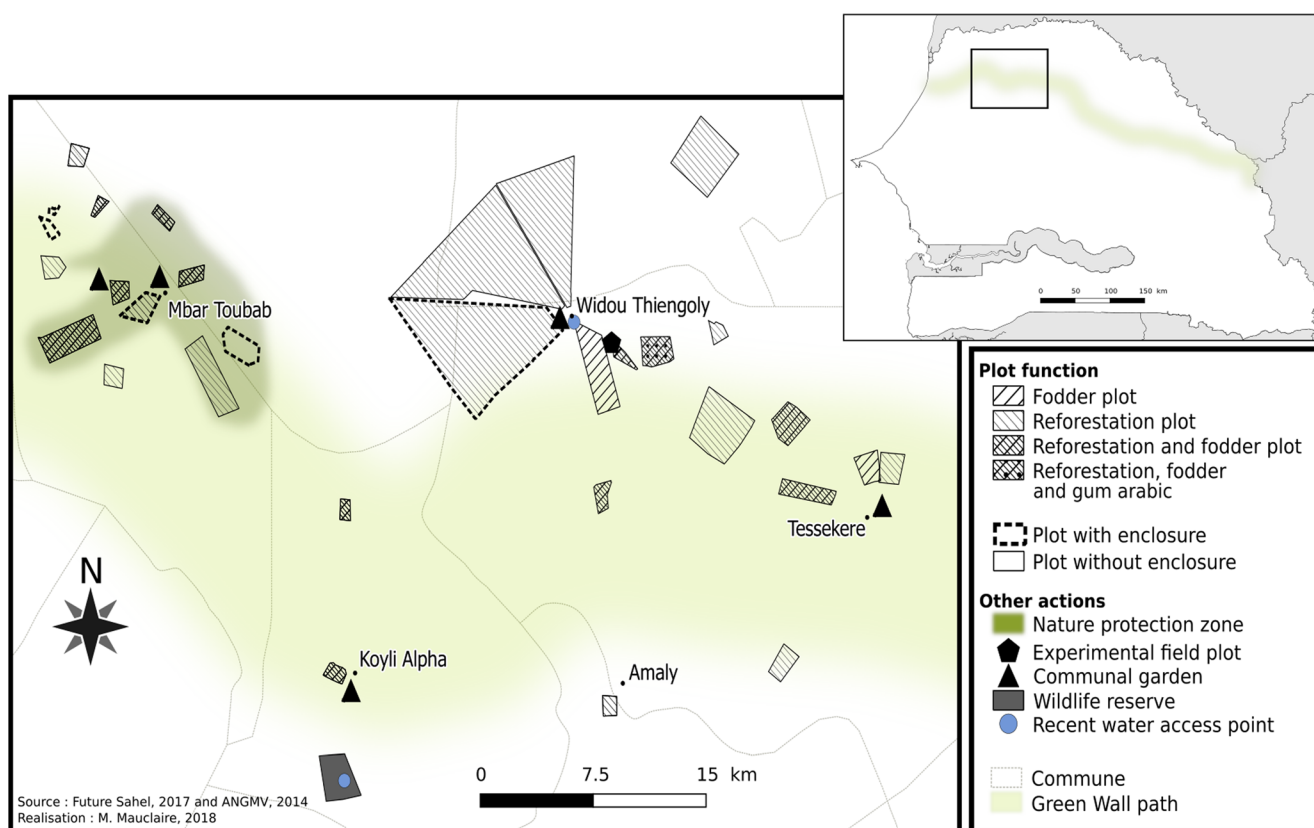 0 50 100 150 km
Mbar Toubab
Widou Thiengoly
Tessekere
N
Koyli Alpha
Amaly
0 7.5 15 km
Source : Future Sahel, 2017 and ANGMV, 2014
Realisation : M. Mauclaire, 2018
Plot function
Fodder plot
Reforestation plot
Reforestation and fodder plot
Reforestation, fodder
and gum arabic
Plot with enclosure
Plot without enclosure
Other actions
Nature protection zone
Experimental field plot
Communal garden
Wildlife reserve
Recent water access point
Commune
Green Wall path